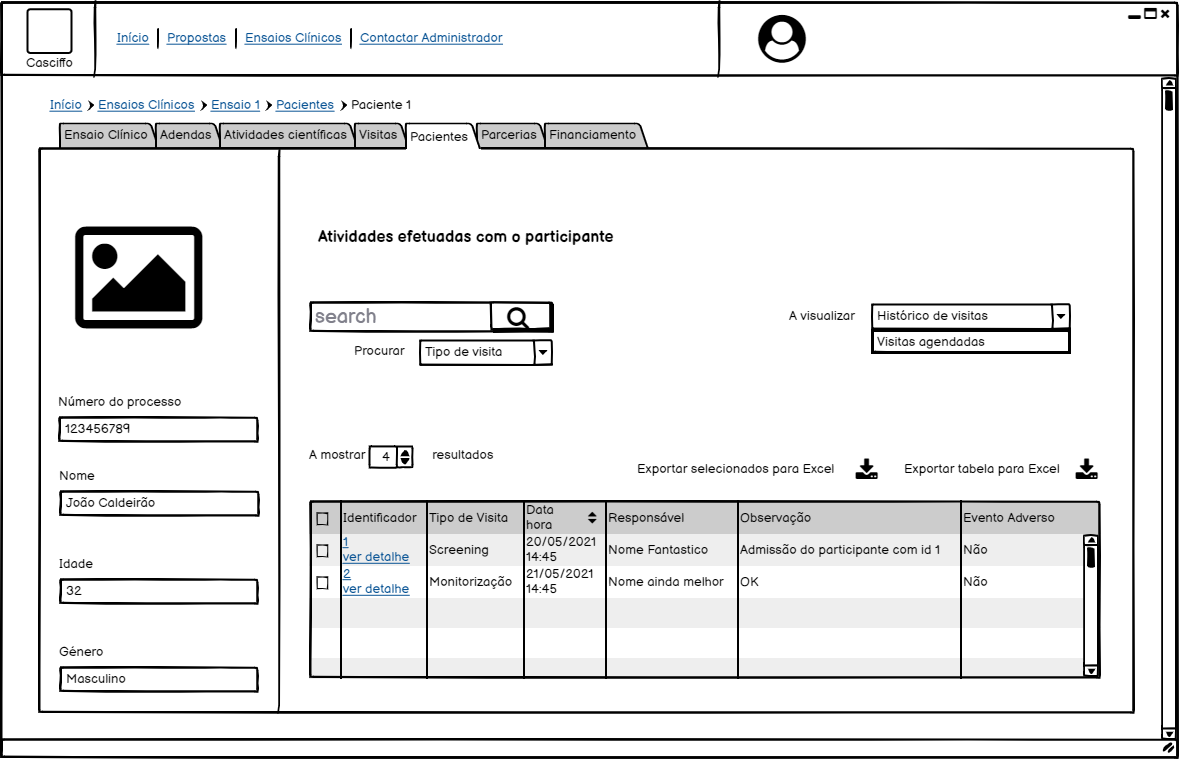 Casciffo
Início
Propostas
Ensaios Clínicos
Contactar Administrador
Início Ensaios Clínicos Ensaio 1 Pacientes Paciente 1
Ensaio Clínico
Adendas
Atividades científicas
Visitas
Pacientes
Parcerias
Financiamento
Número do processo
123456789
Nome
João Caldeirão
Idade
32
Género
Masculino
Atividades efetuadas com o participante
search
Procurar
Tipo de visita
A visualizar
Histórico de visitas
Visitas agendadas
A mostrar 4 resultados
Exportar selecionados para Excel
Exportar tabela para Excel
Identificador
Tipo de Visita
Data
hora
Responsável
Observação
Evento Adverso
1
ver detalhe
Screening
20/05/2021
14:45
Nome Fantastico
Admissão do participante com id 1
Não
2
ver detalhe
Monitorização
21/05/2021
14:45
Nome ainda melhor
OK
Não